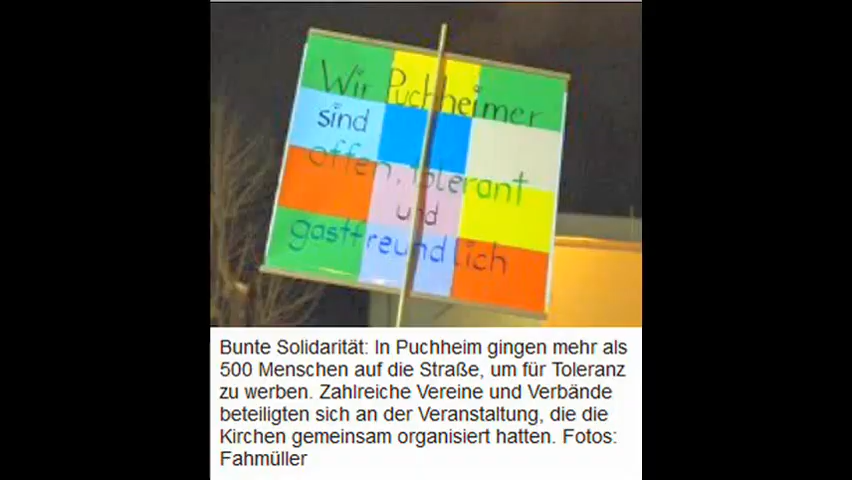 Wir Puchheimer
sind
offen, tolerant
und
gastfreundlich
Bunte Solidarität: In Puchheim gingen mehr als
500 Menschen auf die Straße, um für Toleranz
zu werben. Zahlreiche Vereine und Verbände
beteiligten sich an der Veranstaltung, die die
Kirchen gemeinsam organisiert hatten. Fotos:
Fahmüller